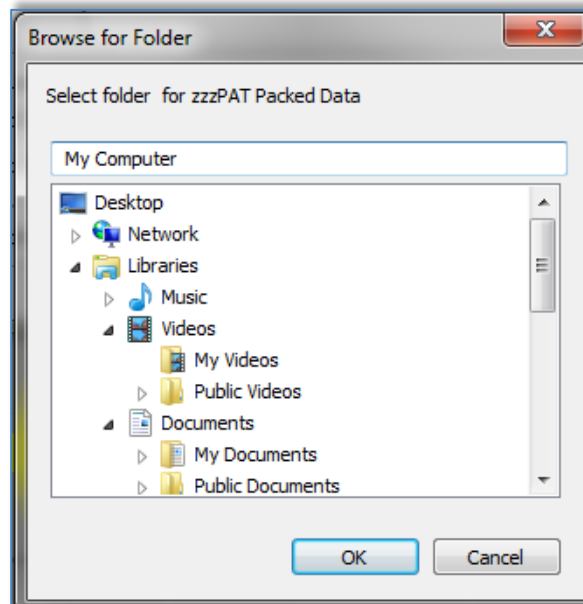 Browse for Folder
Select folder for zzzPAT Packed Data
My Computer
Desktop
Network
Libraries
Music
Videos
My Videos
Public Videos
Documents
My Documents
Public Documents
OK Cancel